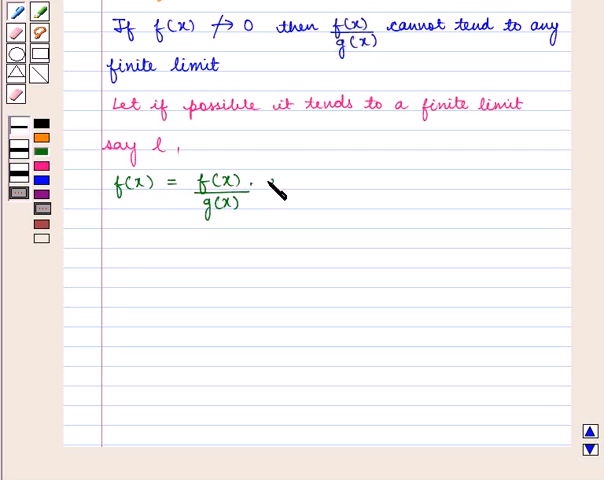 If f(x) ↛ 0 then f(x)/g(x) cannot tend to any
finite limit
Let if possible it tends to a finite limit
say l,
f(x) = f(x)/g(x) .